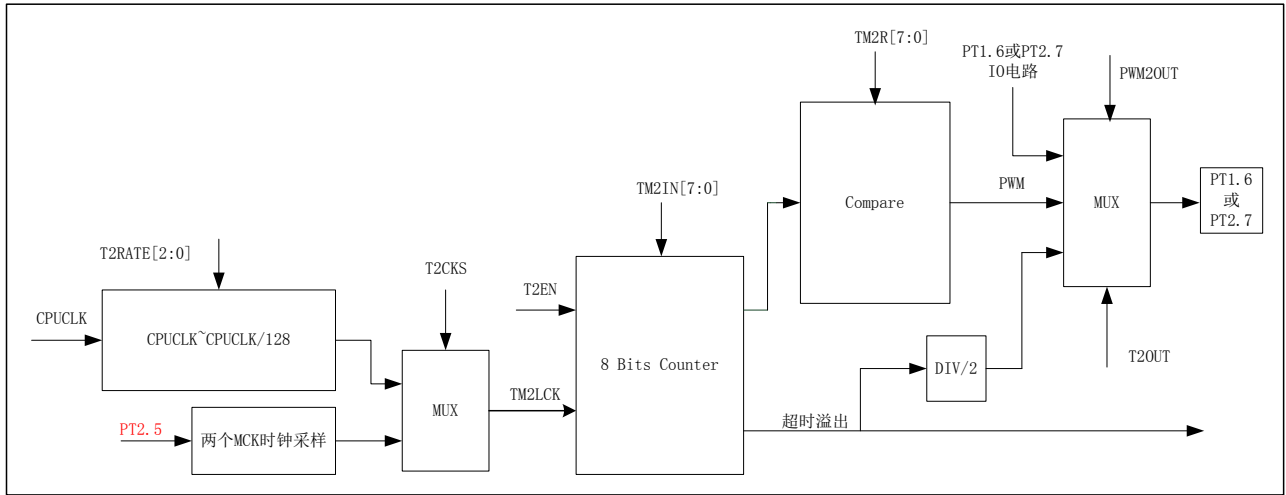 TM2R[7:0]
PT1.6或PT2.7
IO电路
PWM2OUT
TM2IN[7:0]
Compare
PWM
MUX
PT1.6
或
PT2.7
T2RATE[2:0]
T2CKS
T2EN
CPUCLK
CPUCLK~CPUCLK/128
8 Bits Counter
DIV/2
T2OUT
TM2LCK
MUX
PT2.5
两个MCK时钟采样
超时溢出